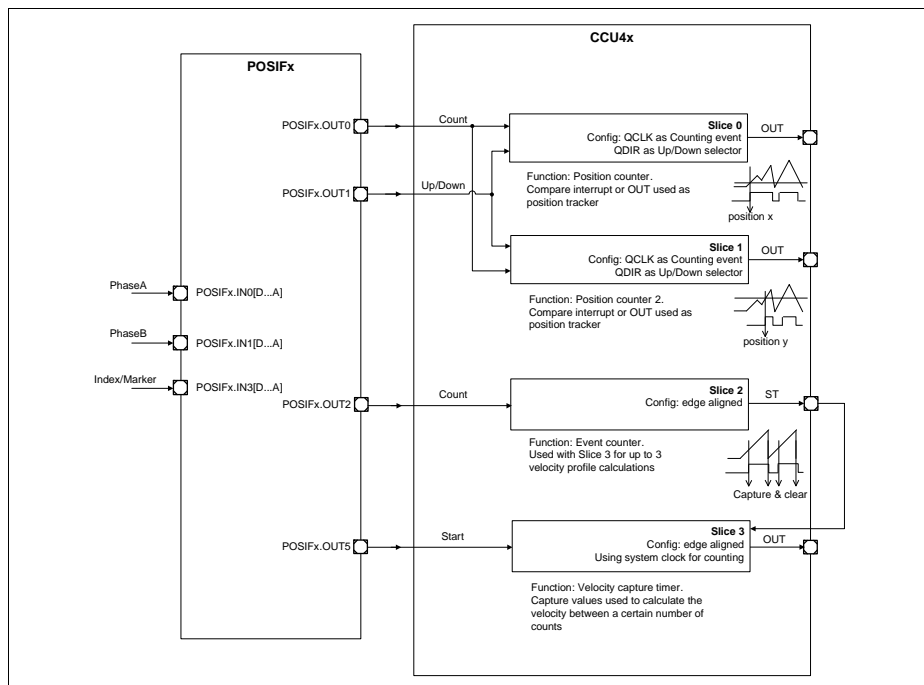 CCU4x
POSIFx
POSIFx.OUT0
Count
Slice 0
Config: QCLK as Counting event
QDIR as Up/Down selector
OUT
Function: Position counter.
Compare interrupt or OUT used as
position tracker
position x
POSIFx.OUT1
Up/Down
Slice 1
Config: QCLK as Counting event
QDIR as Up/Down selector
OUT
Function: Position counter 2.
Compare interrupt or OUT used as
position tracker
position y
PhaseA
POSIFx.IN0[D...A]
PhaseB
POSIFx.IN1[D...A]
Index/Marker
POSIFx.IN3[D...A]
POSIFx.OUT2
Count
Slice 2
Config: edge aligned
ST
Function: Event counter.
Used with Slice 3 for up to 3
velocity profile calculations
Capture & clear
POSIFx.OUT5
Start
Slice 3
Config: edge aligned
Using system clock for counting
OUT
Function: Velocity capture timer.
Capture values used to calculate the
velocity between a certain number of
counts